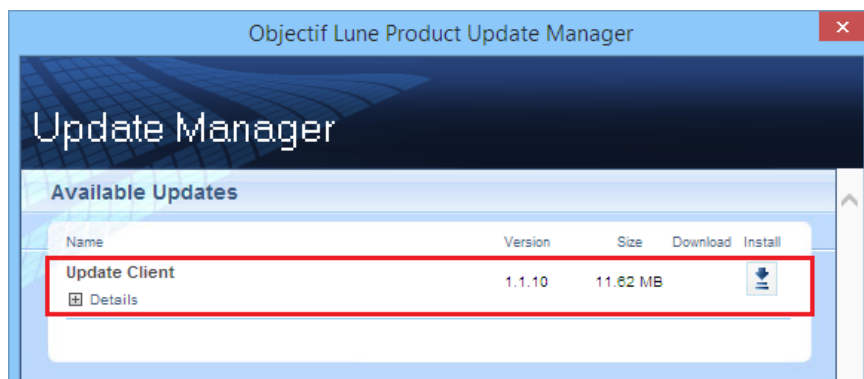 Objectif Lune Product Update Manager
Update Manager
Available Updates
Name Version Size Download Install
Update Client 1.1.10 11.62 MB
Details